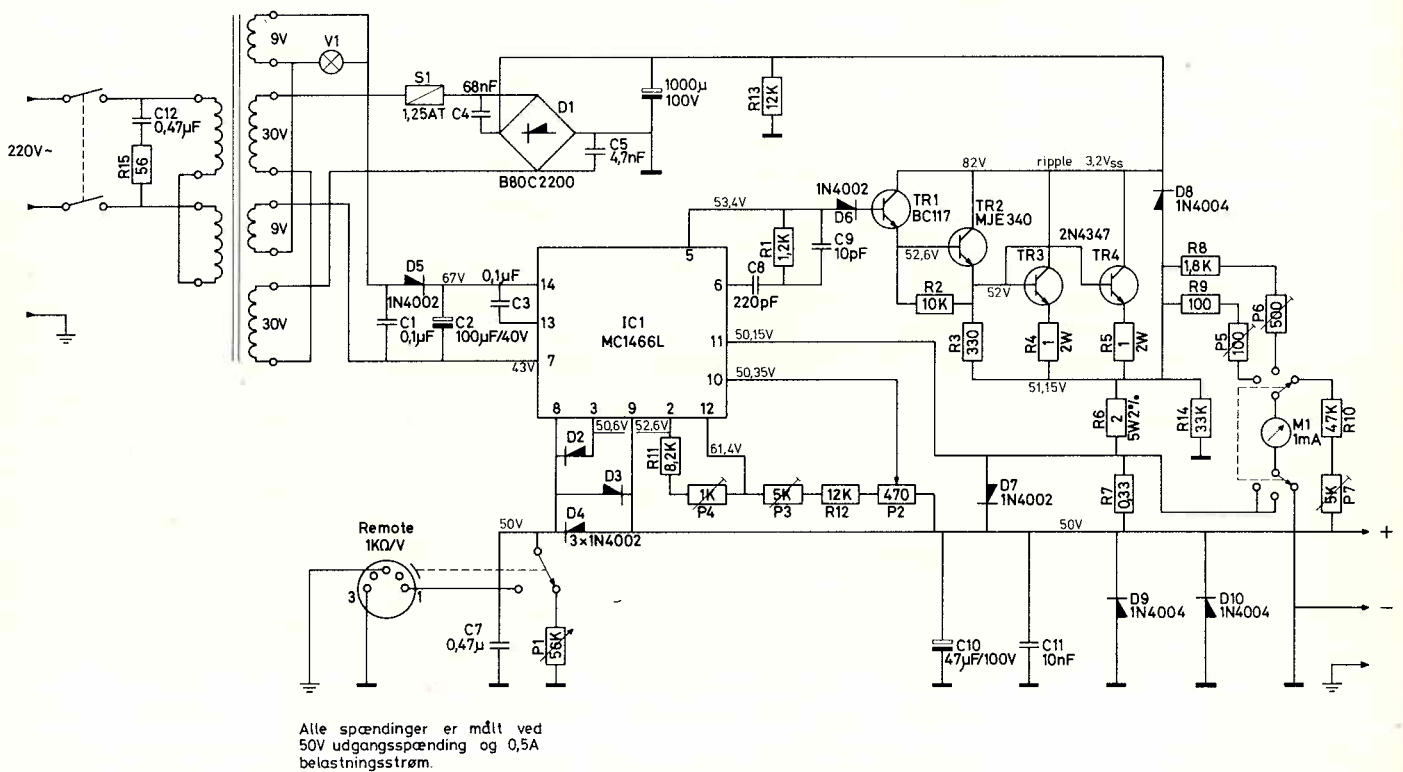 9V
V1
S1
1,25AT
68nF
C4
D1
B80C2200
C5
4,7nF
1000µ
100V
R13
12K
C12
0,47µF
R15
56
220V~
30V
9V
30V
82V
ripple 3,2Vss
D8
1N4004
53,4V
1N4002
D6
TR1
BC117
TR2
MJE340
2N4347
TR3
TR4
R1
1,2K
C9
10pF
C8
220pF
52,6V
52V
R2
10K
R3
330
R4
1
2W
R5
1
2W
51,15V
R8
1,8K
R9
100
P6
500
P5
100
D5
1N4002
67V
0,1µF
C3
C1
0,1µF
C2
100µF/40V
43V
5
14
13
7
6
11
10
8
3
9
2
12
IC1
MC1466L
50,15V
50,35V
50,6V
52,6V
61,4V
D2
D3
D4
3×1N4002
R11
8,2K
1K
P4
5K
P3
12K
R12
470
P2
D7
1N4002
R6
2
5W2%
R7
0,33
R14
33K
M1
1mA
47K
R10
5K
P7
50V
50V
+
-
Remote
1KΩ/V
3
1
C7
0,47µ
P1
56K
C10
47µF/100V
C11
10nF
D9
1N4004
D10
1N4004
Alle spændinger er målt ved
50V udgangsspænding og 0,5A
belastningsstrøm.